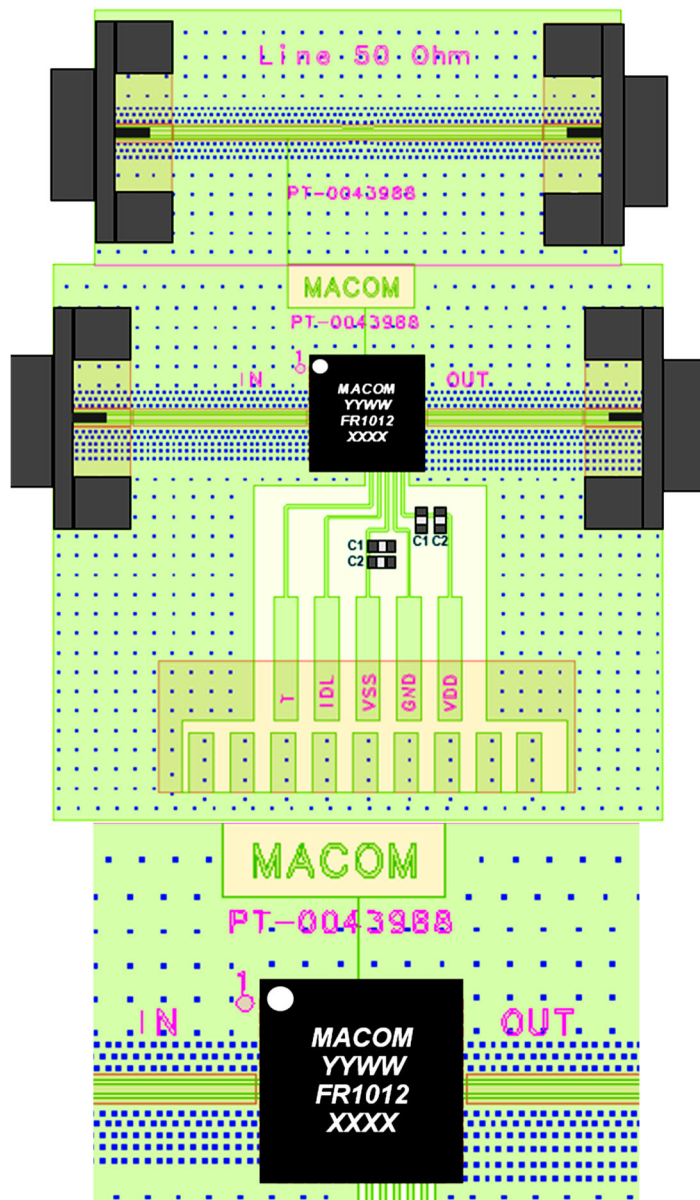 Line 50 Ohm
PT-0043988
MACOM
PT-0043988
1
IN
OUT
MACOM
YYWW
FR1012
XXXX
C1
C2
C1 C2
T
IDL
VSS
GND
VDD
MACOM
PT-0043988
1
IN
OUT
MACOM
YYWW
FR1012
XXXX